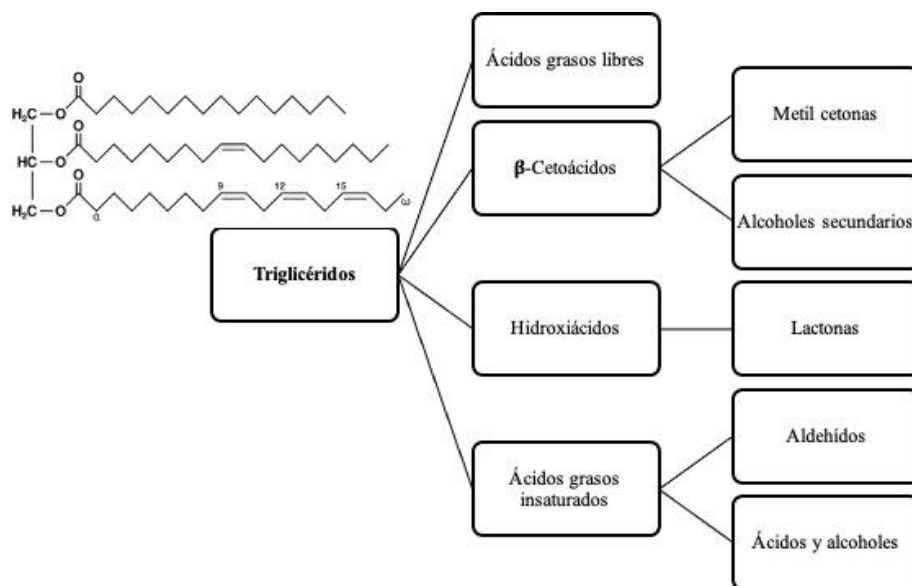 O
H₂C—O
O
HC—O
O
9
12
15
H₂C—O
α
ω
Triglicéridos
Ácidos grasos libres
β-Cetoácidos
Metil cetonas
Alcoholes secundarios
Hidroxiácidos
Lactonas
Ácidos grasos
insaturados
Aldehídos
Ácidos y alcoholes